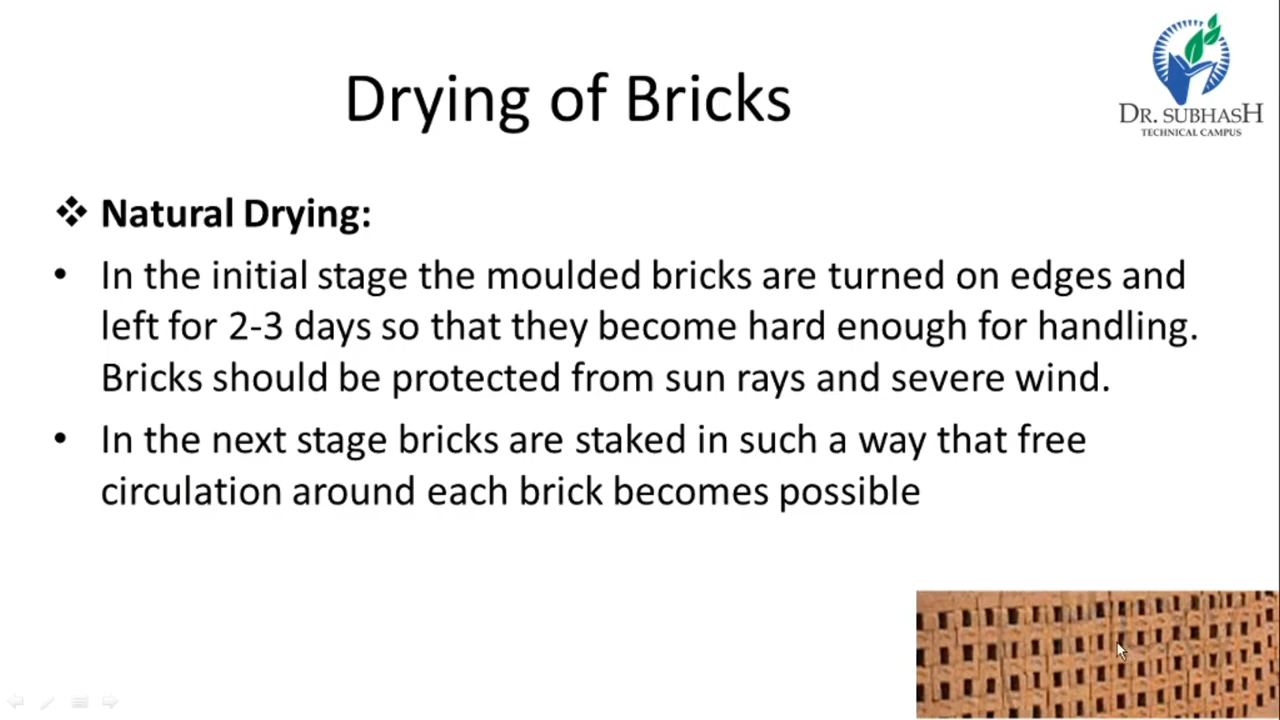 DR. SUBHASH
TECHNICAL CAMPUS
Drying of Bricks
❖ Natural Drying:
• In the initial stage the moulded bricks are turned on edges and
left for 2-3 days so that they become hard enough for handling.
Bricks should be protected from sun rays and severe wind.
• In the next stage bricks are staked in such a way that free
circulation around each brick becomes possible